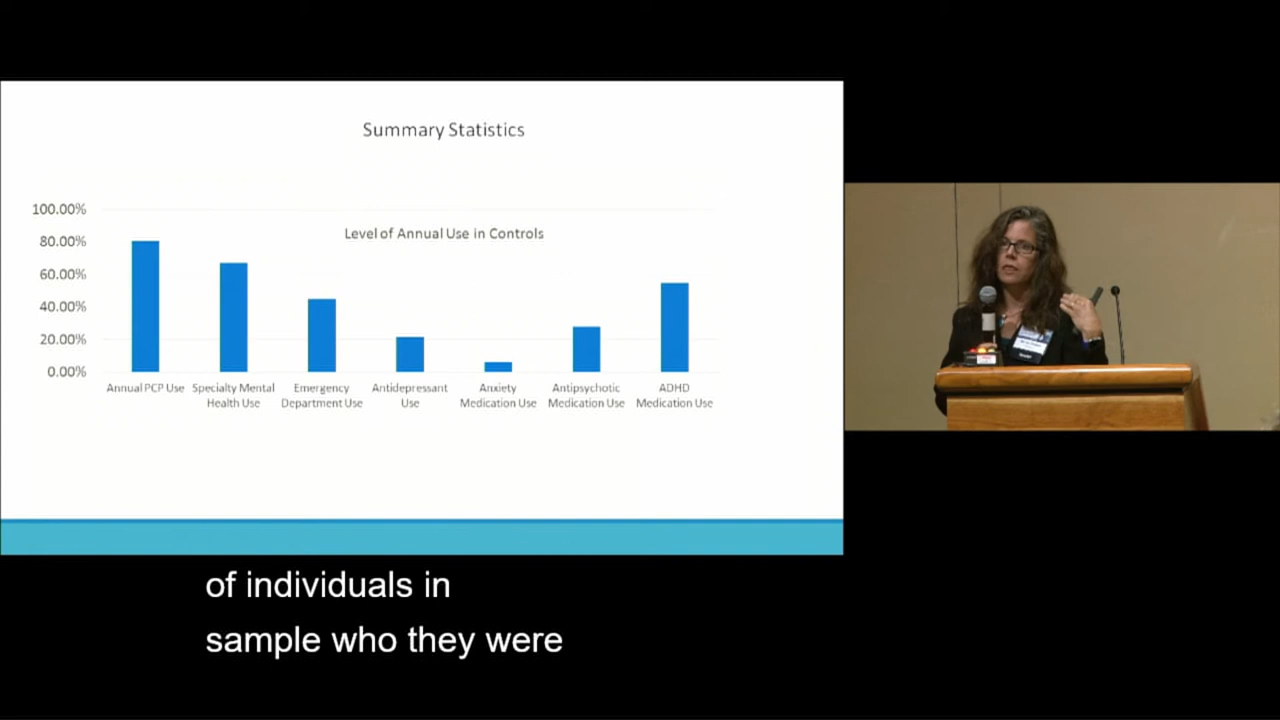 Summary Statistics
Level of Annual Use in Controls
100.00%
80.00%
60.00%
40.00%
20.00%
0.00%
Annual PCP Use
Specialty Mental
Health Use
Emergency
Department Use
Antidepressant
Use
Anxiety
Medication Use
Antipsychotic
Medication Use
ADHD
Medication Use
of individuals in
sample who they were